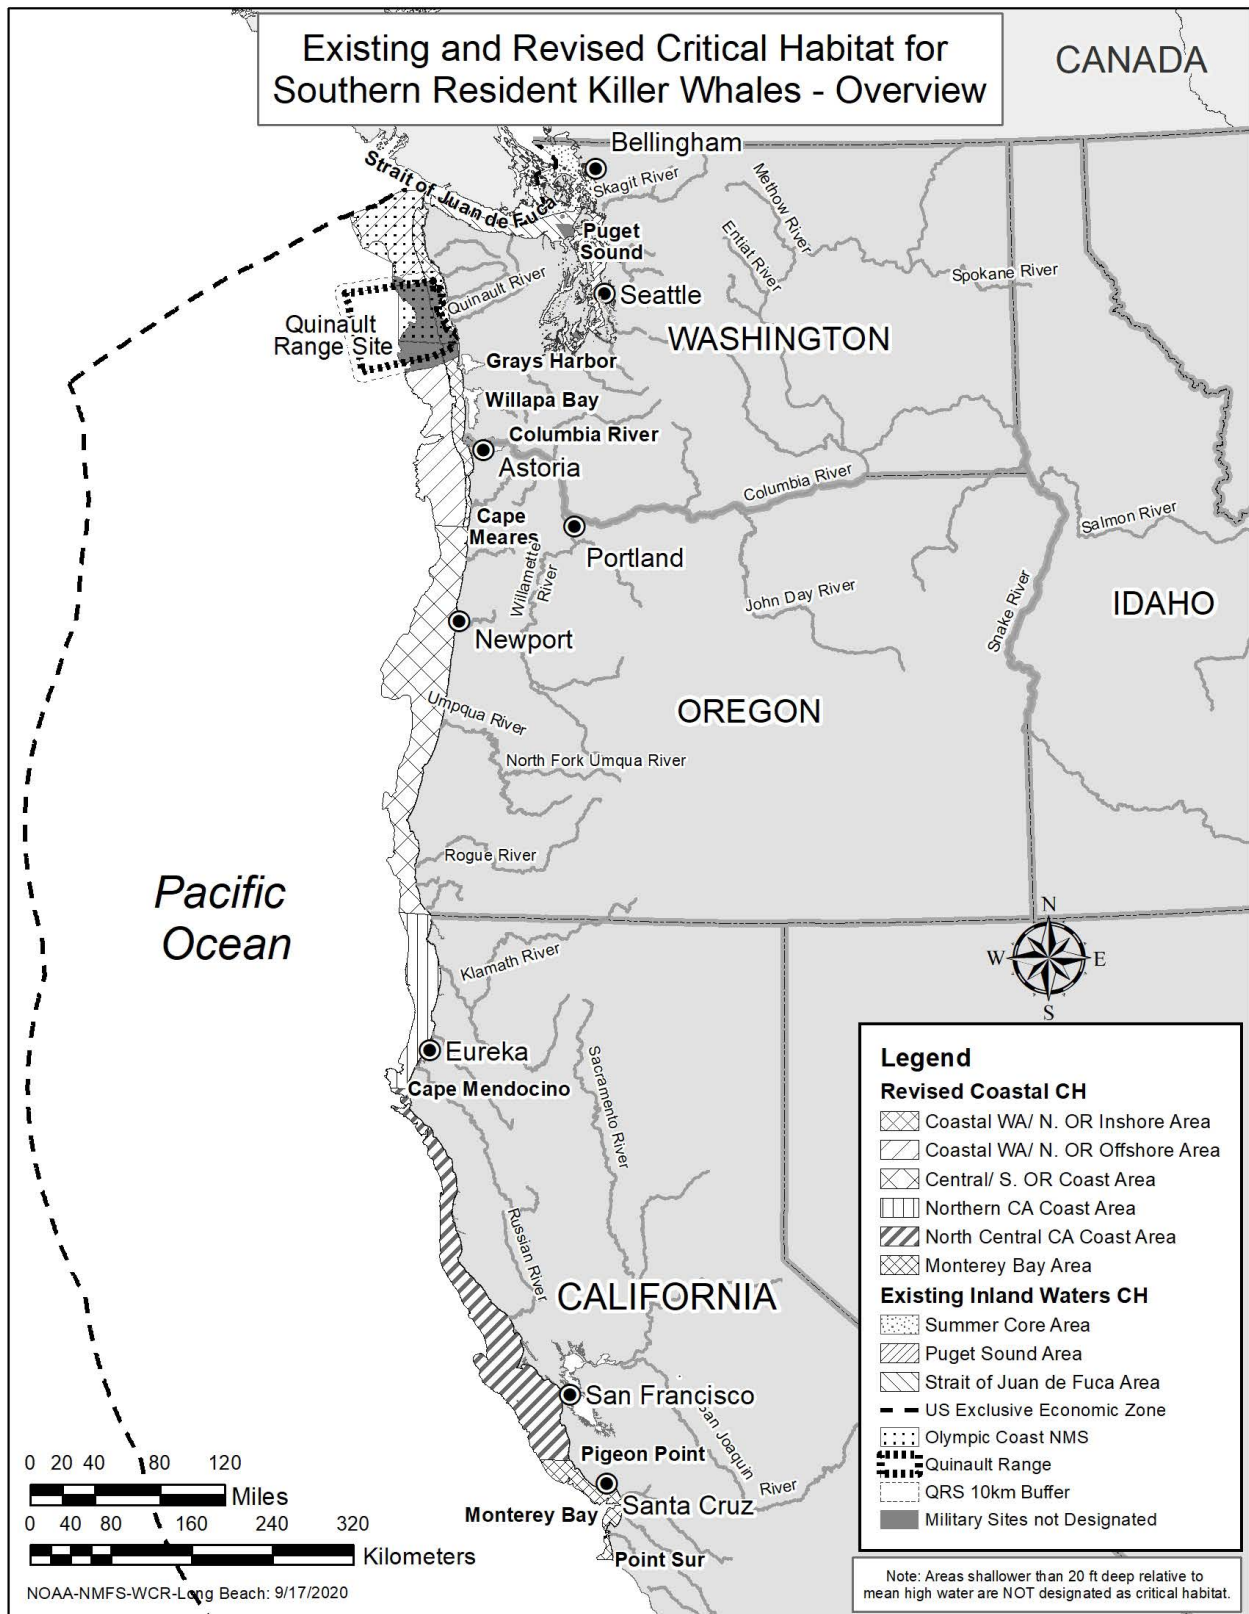 Existing and Revised Critical Habitat for
Southern Resident Killer Whales - Overview
CANADA
Bellingham
Strait of Juan de Fuca
Skagit River
Methow River
Puget
Sound
Entiat River
Spokane River
Quinault River
Seattle
Quinault
Range Site
WASHINGTON
Grays Harbor
Willapa Bay
Columbia River
Astoria
Columbia River
Cape
Meares
Salmon River
Portland
Willamette
River
John Day River
Snake River
IDAHO
Newport
Umpqua River
OREGON
North Fork Umqua River
Rogue River
Pacific
Ocean
N
W
E
S
Klamath River
Eureka
Cape Mendocino
Sacramento River
Russian River
CALIFORNIA
San Francisco
San Joaquin
River
Pigeon Point
Santa Cruz
Monterey Bay
Point Sur
Legend
Revised Coastal CH
Coastal WA/ N. OR Inshore Area
Coastal WA/ N. OR Offshore Area
Central/ S. OR Coast Area
Northern CA Coast Area
North Central CA Coast Area
Monterey Bay Area
Existing Inland Waters CH
Summer Core Area
Puget Sound Area
Strait of Juan de Fuca Area
US Exclusive Economic Zone
Olympic Coast NMS
Quinault Range
QRS 10km Buffer
Military Sites not Designated
0 20 40 80 120
Miles
0 40 80 160 240 320
Kilometers
NOAA-NMFS-WCR-Long Beach: 9/17/2020
Note: Areas shallower than 20 ft deep relative to
mean high water are NOT designated as critical habitat.